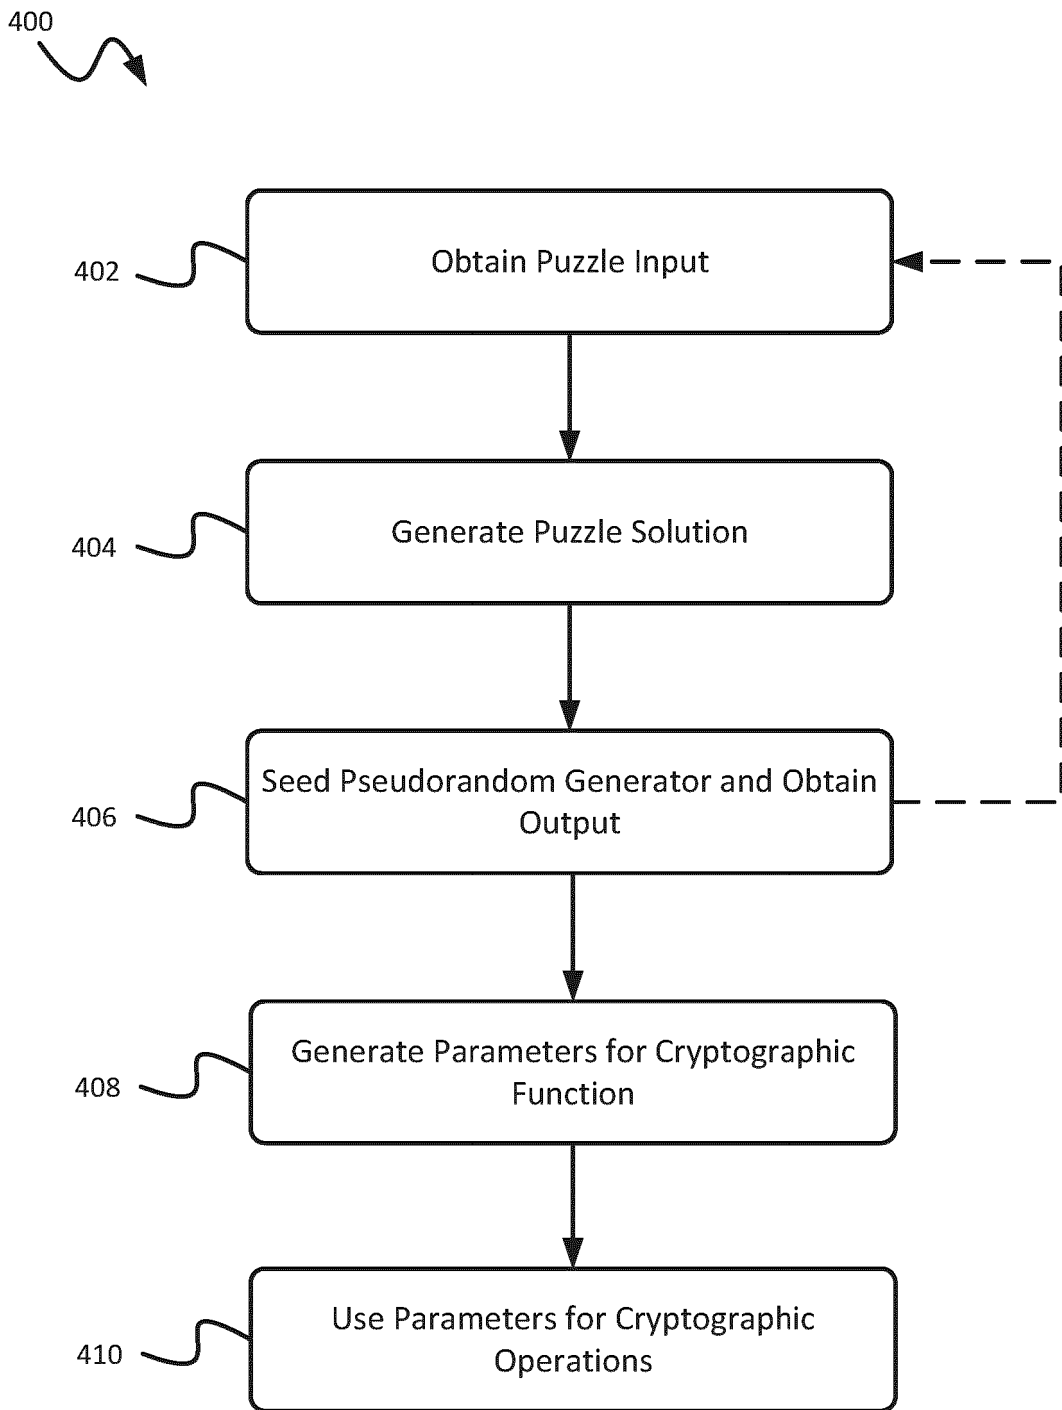 400
402
Obtain Puzzle Input
404
Generate Puzzle Solution
406
Seed Pseudorandom Generator and Obtain
Output
408
Generate Parameters for Cryptographic
Function
410
Use Parameters for Cryptographic
Operations